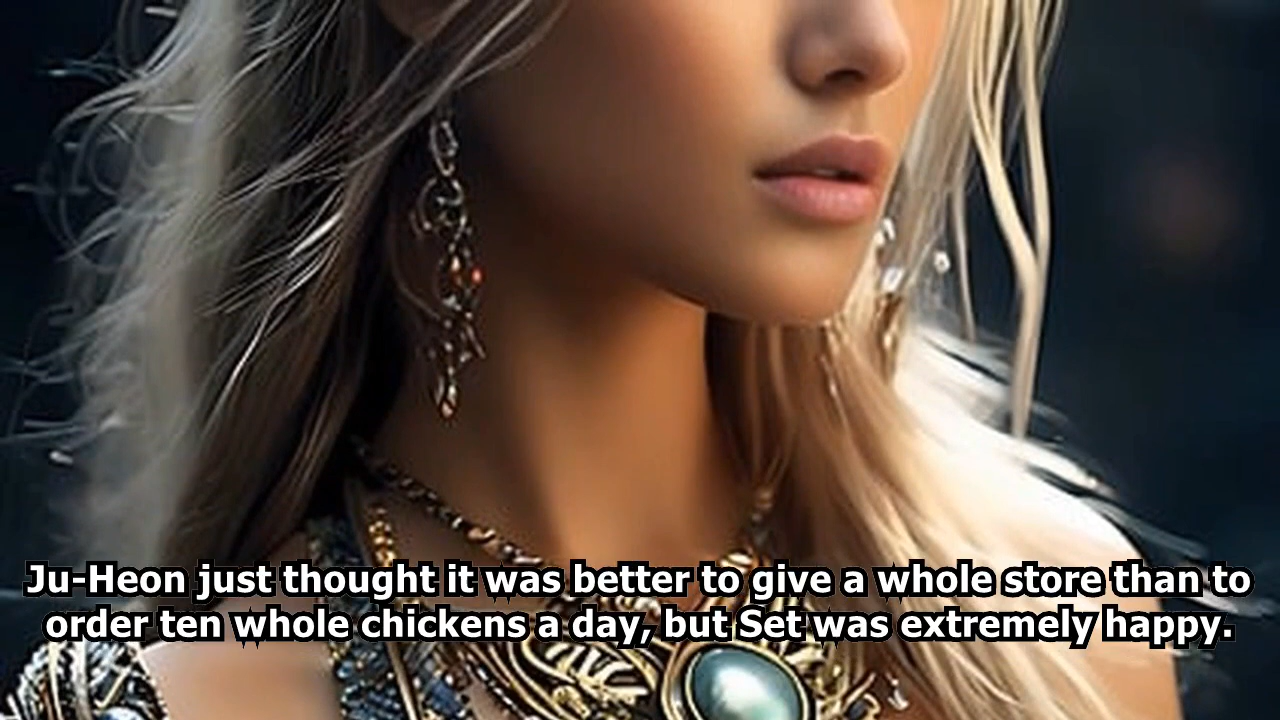 Ju-Heon just thought it was better to give a whole store than to
order ten whole chickens a day, but Set was extremely happy.